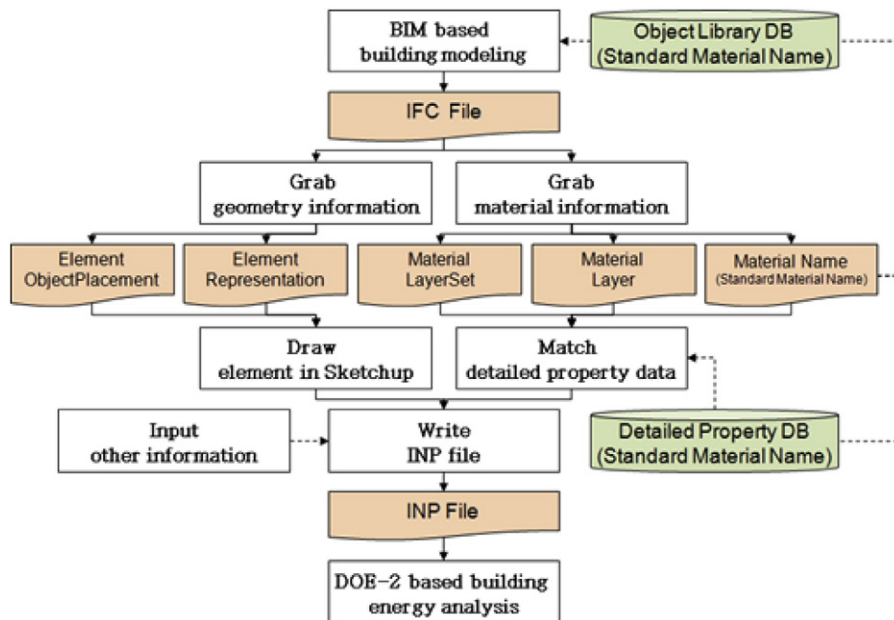 BIM based
building modeling
Object Library DB
(Standard Material Name)
IFC File
Grab
geometry information
Grab
material information
Element
ObjectPlacement
Element
Representation
Material
LayerSet
Material
Layer
Material Name
(Standard Material Name)
Draw
element in Sketchup
Match
detailed property data
Input
other information
Write
INP file
Detailed Property DB
(Standard Material Name)
INP File
DOE-2 based building
energy analysis